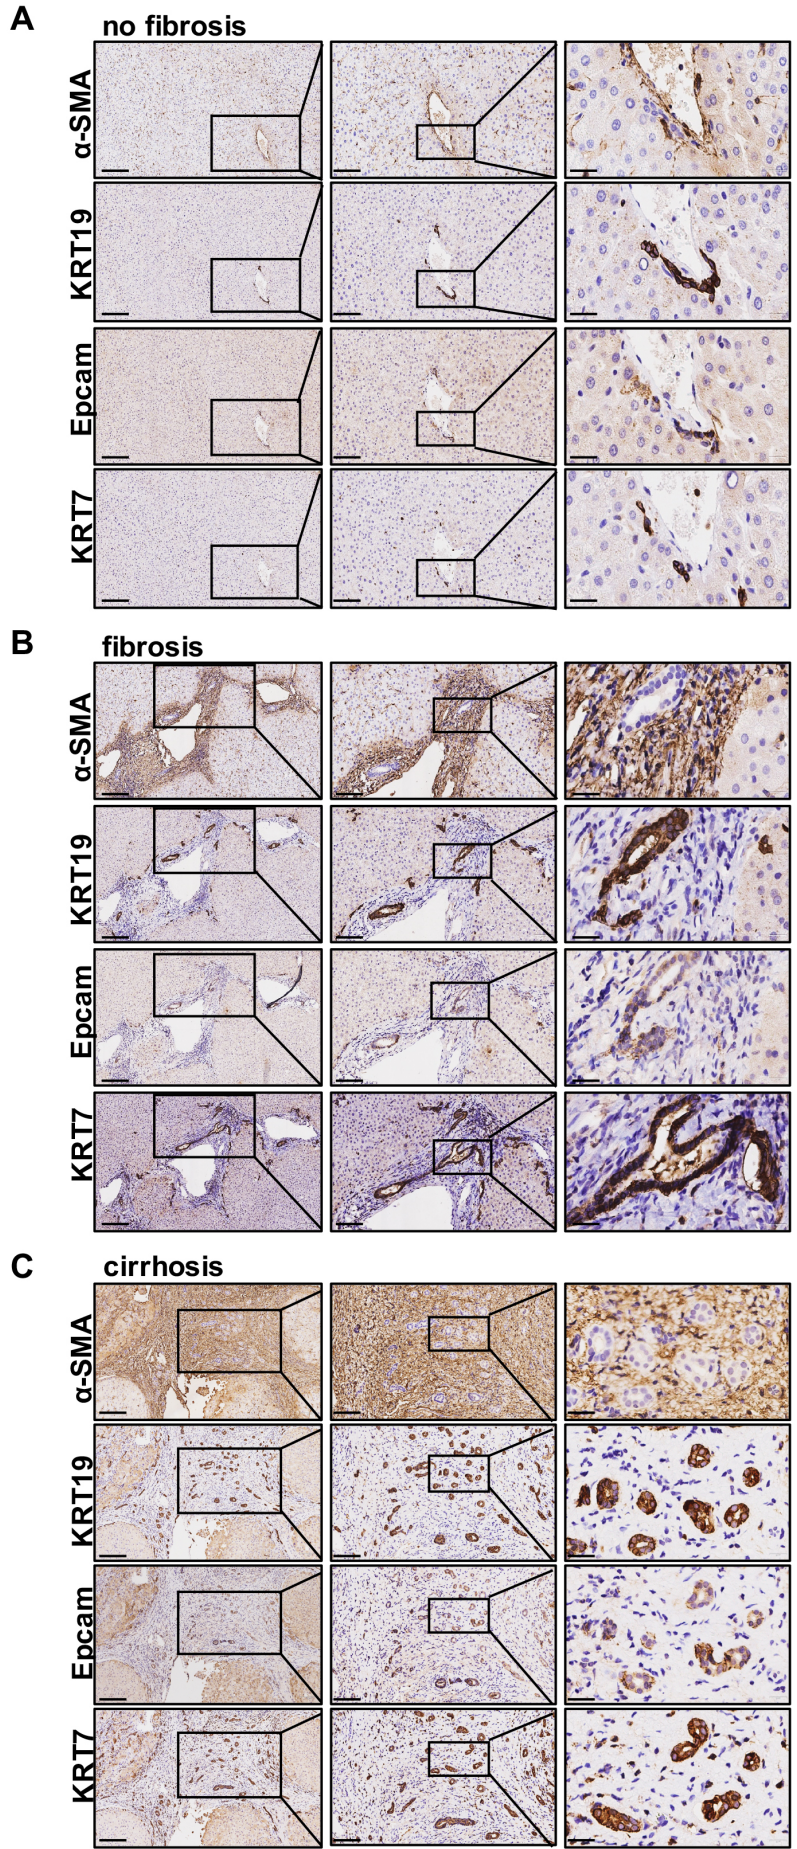 A
no fibrosis
α-SMA
KRT19
Epcam
KRT7
B
fibrosis
α-SMA
KRT19
Epcam
KRT7
C
cirrhosis
α-SMA
KRT19
Epcam
KRT7